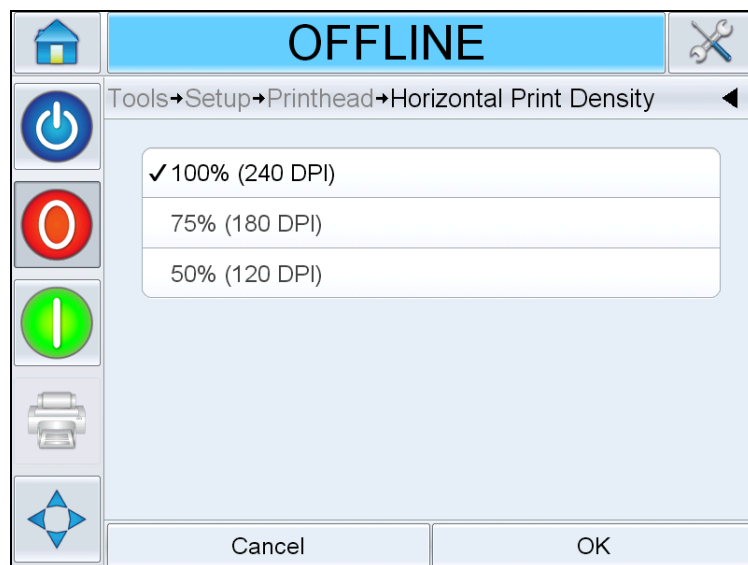 OFFLINE
Tools→Setup→Printhead→Horizontal Print Density
✓100% (240 DPI)
75% (180 DPI)
50% (120 DPI)
Cancel
OK